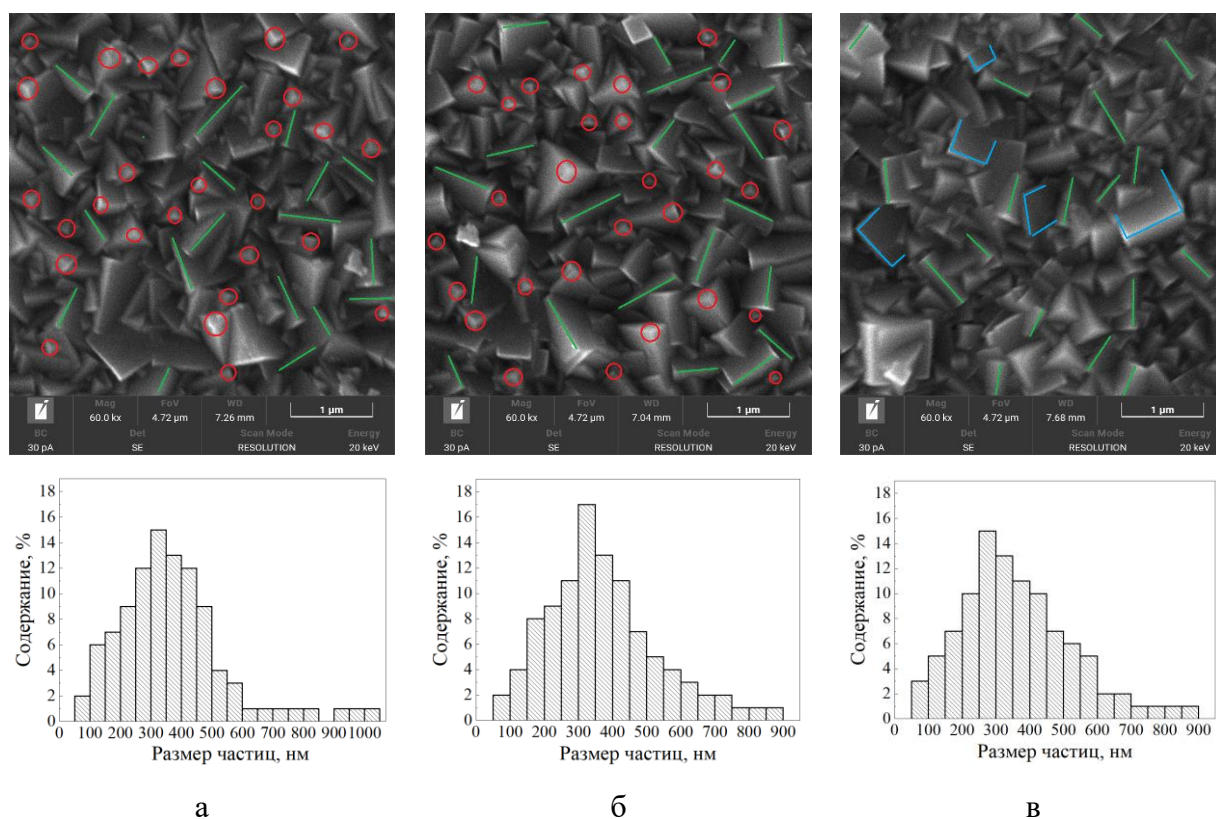 Mag FoV WD
60.0 kx 4.72 µm 7.26 mm 1 µm
BC Det Scan Mode Energy
30 pA SE RESOLUTION 20 keV
Mag FoV WD
60.0 kx 4.72 µm 7.04 mm 1 µm
BC Det Scan Mode Energy
30 pA SE RESOLUTION 20 keV
Mag FoV WD
60.0 kx 4.72 µm 7.68 mm 1 µm
BC Det Scan Mode Energy
30 pA SE RESOLUTION 20 keV
Содержание, %
18
16
14
12
10
8
6
4
2
0
0 100 200 300 400 500 600 700 800 900 1000
Размер частиц, нм
Содержание, %
18
16
14
12
10
8
6
4
2
0
0 100 200 300 400 500 600 700 800 900
Размер частиц, нм
Содержание, %
18
16
14
12
10
8
6
4
2
0
0 100 200 300 400 500 600 700 800 900
Размер частиц, нм
а б в